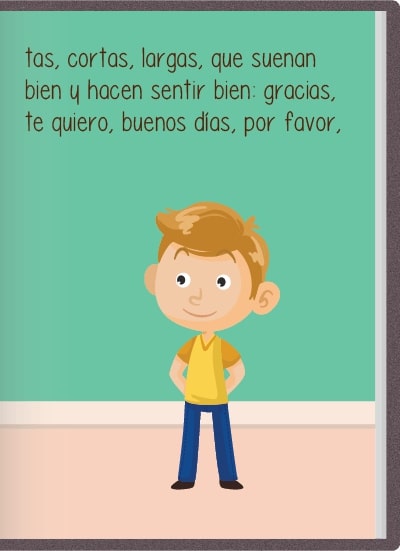 tas, cortas, largas, que suenan
bien y hacen sentir bien: gracias,
te quiero, buenos días, por favor,